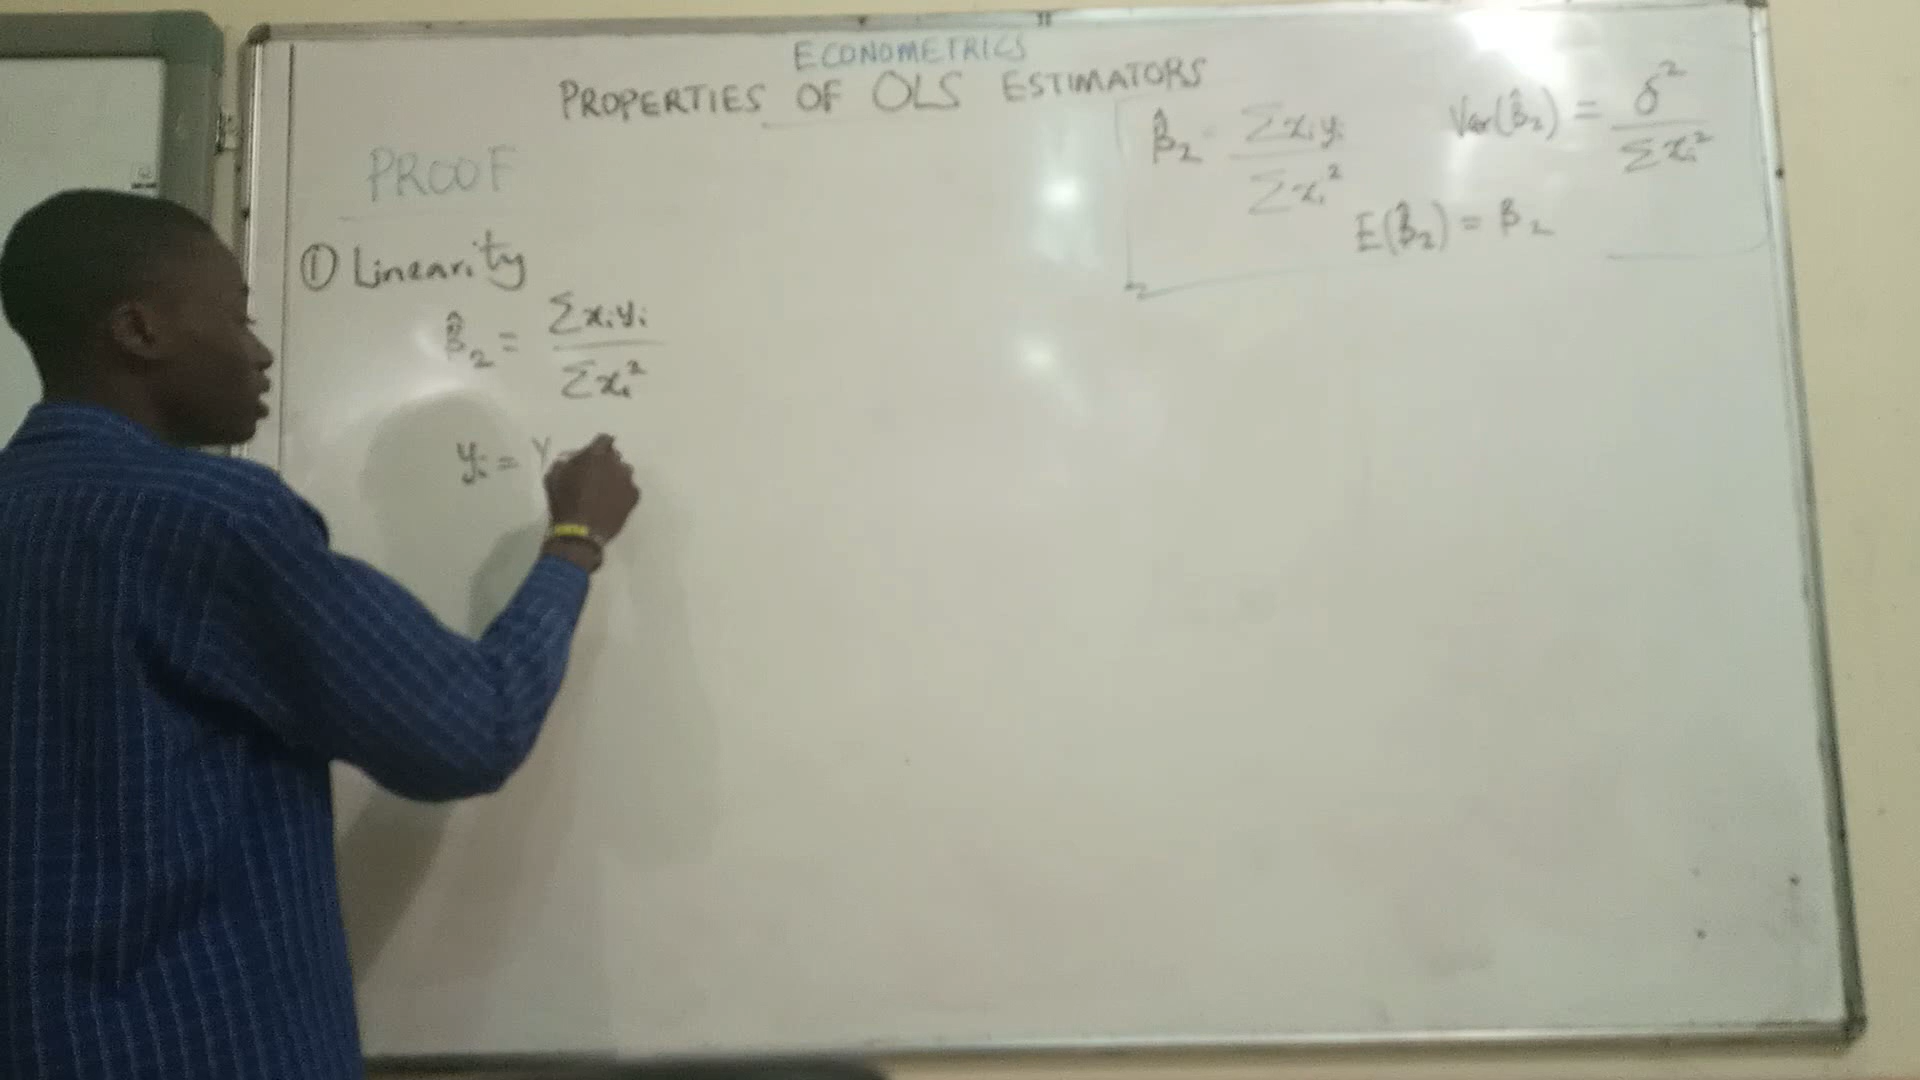 ECONOMETRICS
PROPERTIES OF OLS ESTIMATORS
β̂₂ = Σxᵢyᵢ / Σxᵢ²
Var(β̂₂) = δ² / Σxᵢ²
E(β̂₂) = β₂
PROOF
① Linearity
β̂₂ = Σxᵢyᵢ / Σxᵢ²
yᵢ = Y